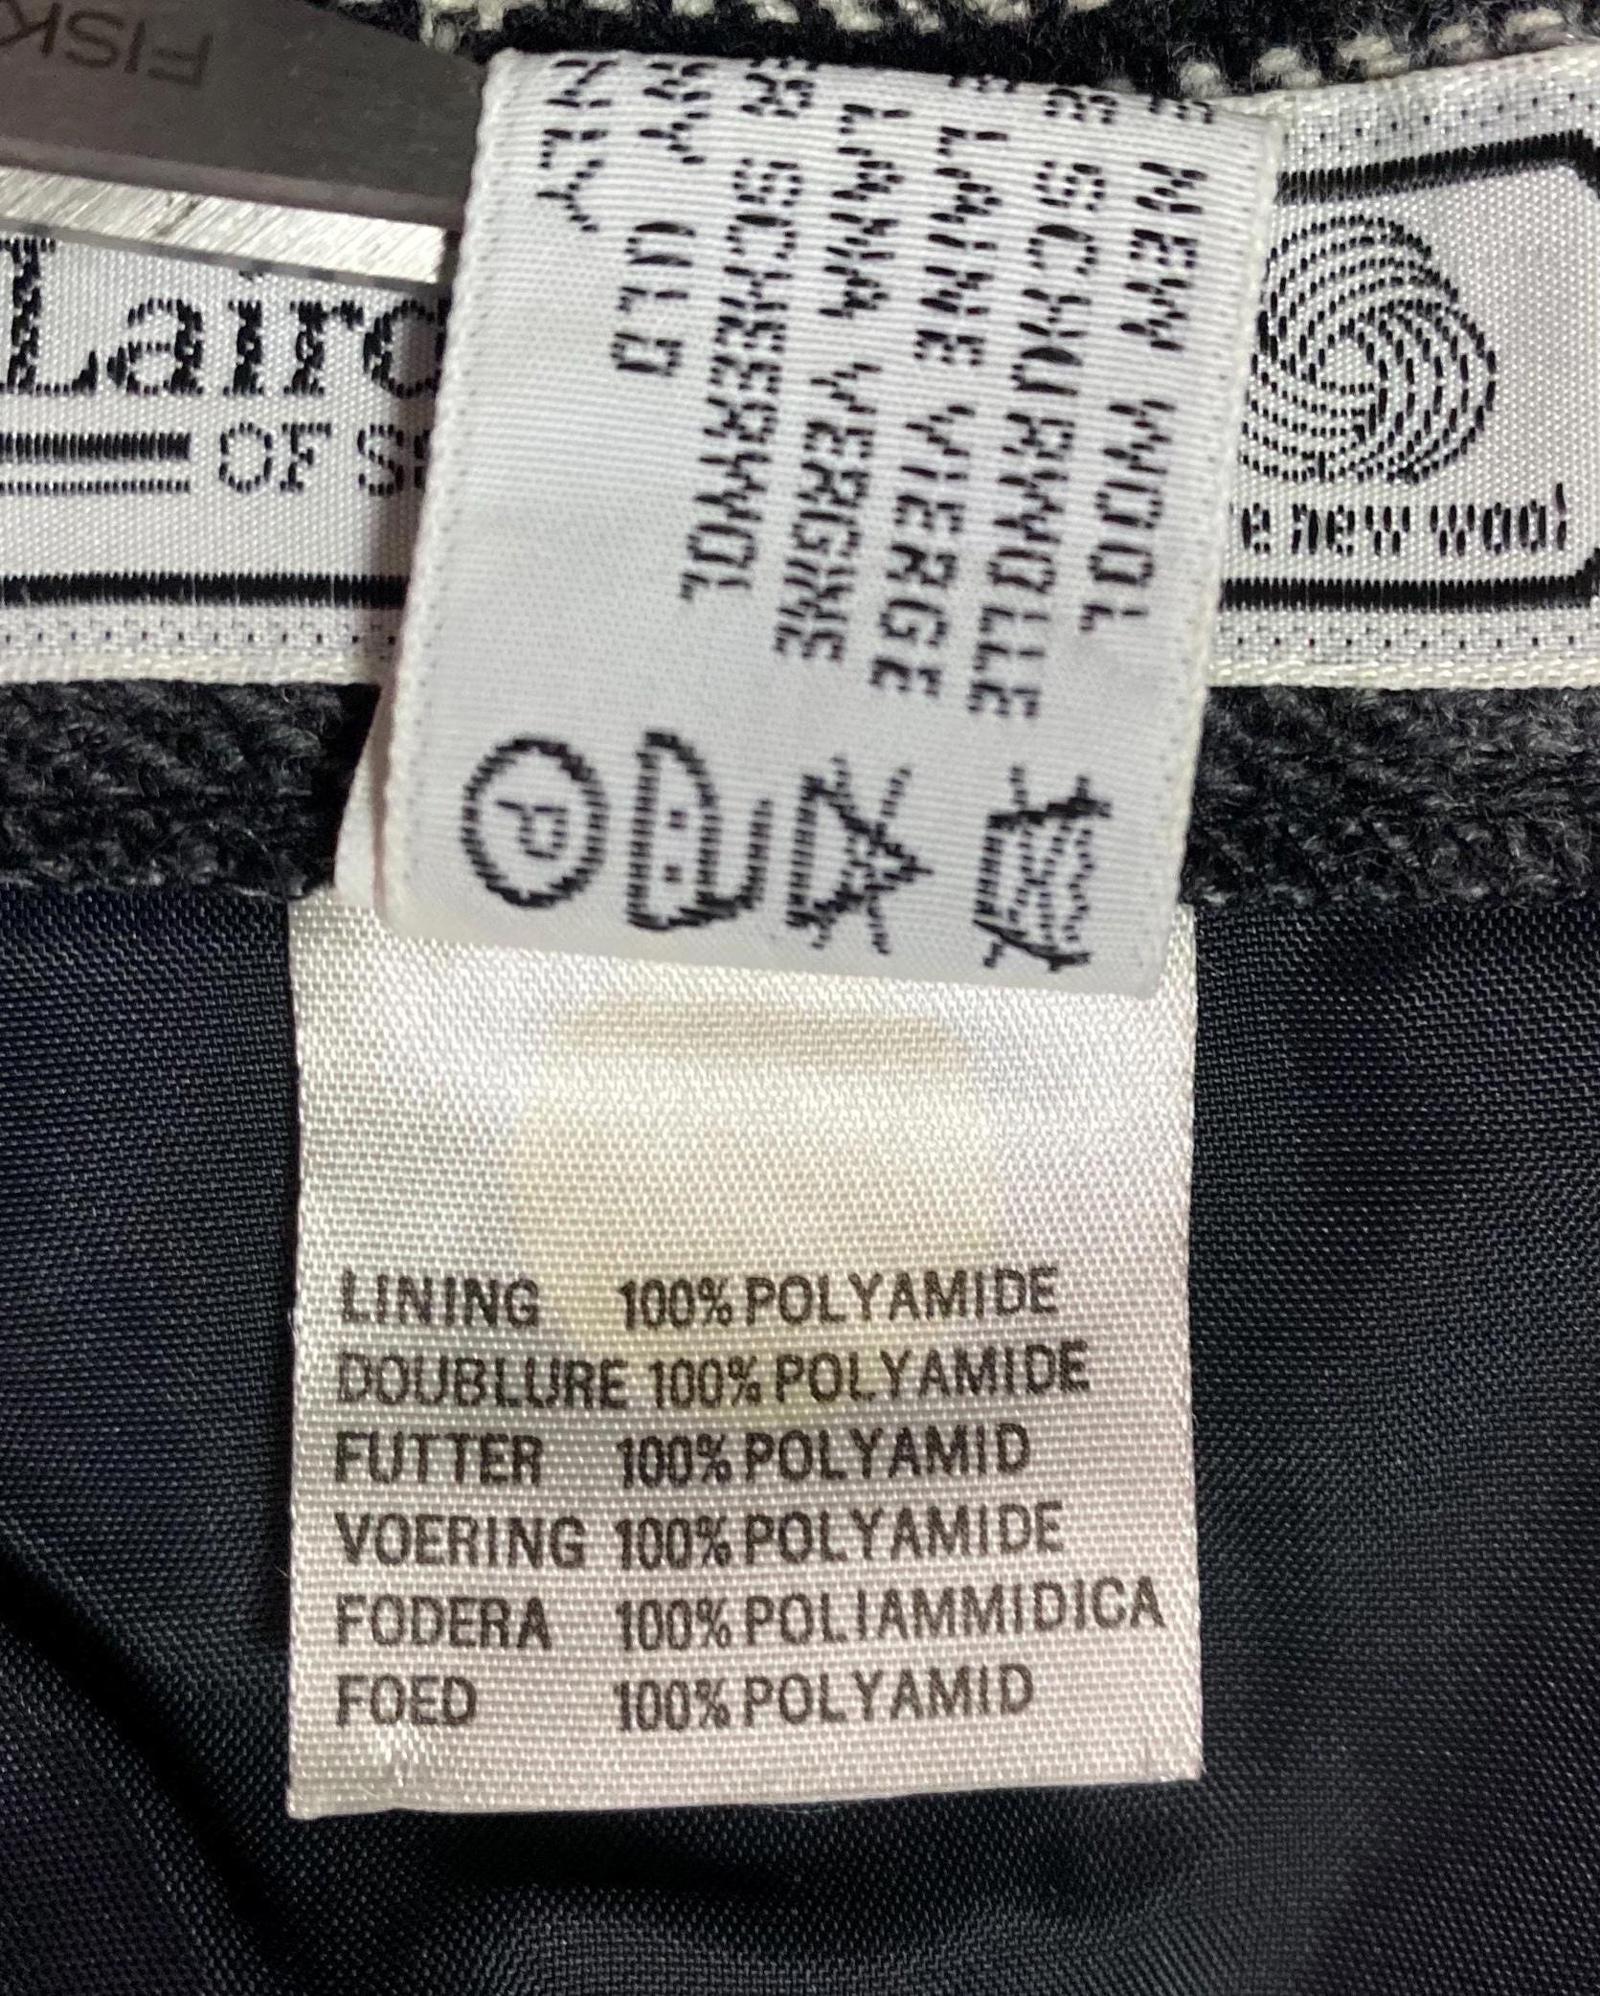 FISK
Laird
OF S
e new wool
E NEW WOOL
E SCHURWOLLE
E LAINE VIERGE
LANA VERGINE
SCHEERWOL
NY ULD
NLY
P
LINING 100% POLYAMIDE
DOUBLURE 100% POLYAMIDE
FUTTER 100% POLYAMID
VOERING 100% POLYAMIDE
FODERA 100% POLIAMMIDICA
FOED 100% POLYAMID